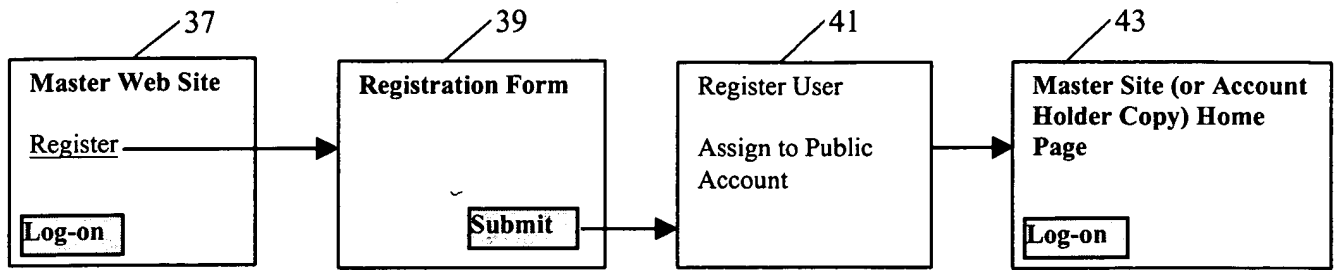 37
39
41
43
Master Web Site
Register
Log-on
Registration Form
Submit
Register User
Assign to Public
Account
Master Site (or Account
Holder Copy) Home
Page
Log-on